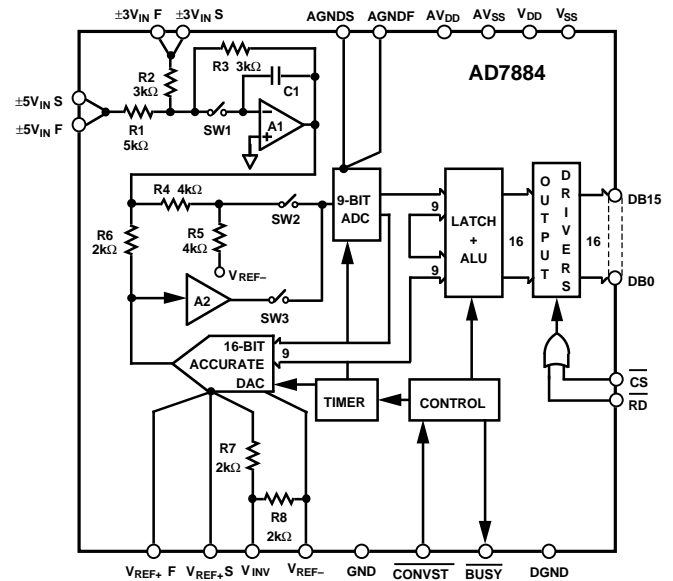 ±3VIN F ±3VIN S AGNDS AGNDF AVDD AVSS VDD VSS
AD7884
R3 3kΩ
R2
3kΩ
C1
±5VIN S
±5VIN F
R1
5kΩ
SW1
A1
−
+
R4 4kΩ
SW2
R5
4kΩ
VREF−
R6
2kΩ
A2
SW3
9-BIT
ADC
9
9
LATCH
+
ALU
16
OUTPUT
DRIVERS
16
DB15
DB0
16-BIT
ACCURATE
DAC
9
TIMER
CONTROL
CS
RD
R7
2kΩ
R8
2kΩ
VREF+ F VREF+S VINV VREF− GND CONVST BUSY DGND